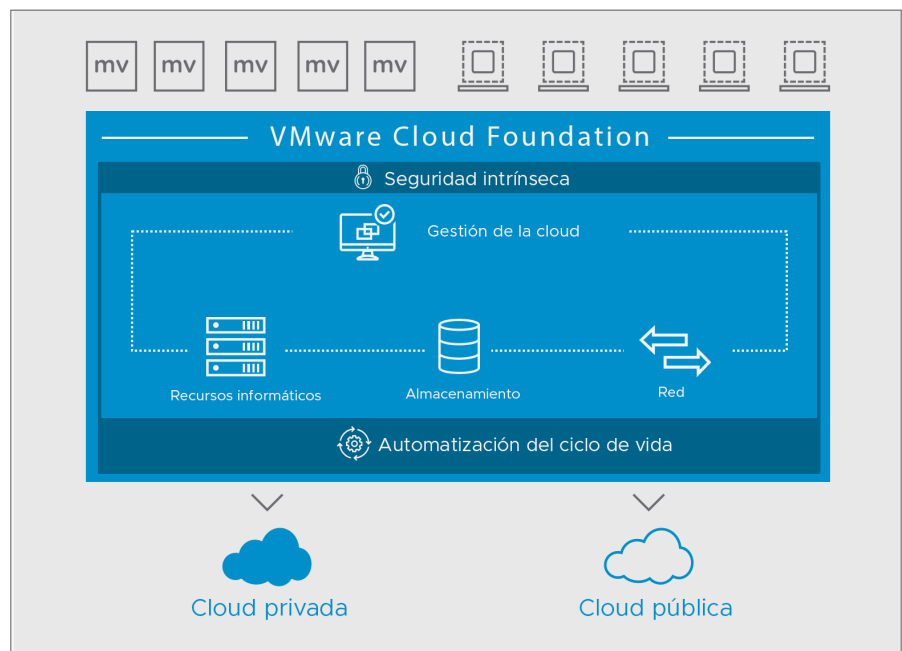 mv mv mv mv mv
VMware Cloud Foundation
Seguridad intrínseca
Gestión de la cloud
Recursos informáticos Almacenamiento Red
Automatización del ciclo de vida
Cloud privada Cloud pública